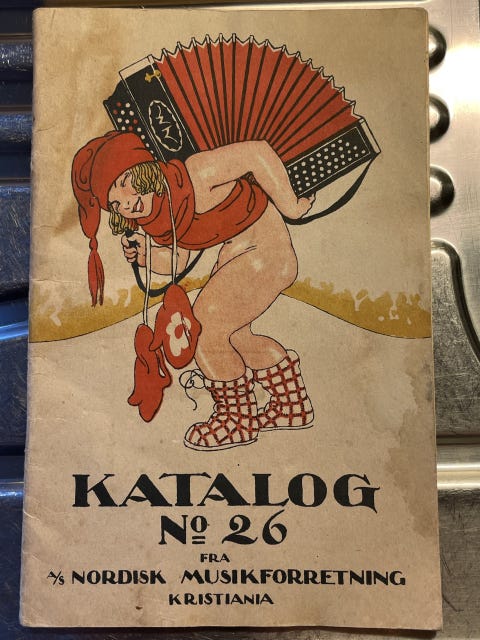 KATALOG
No 26
FRA
A/S NORDISK MUSIKFORRETNING
KRISTIANIA